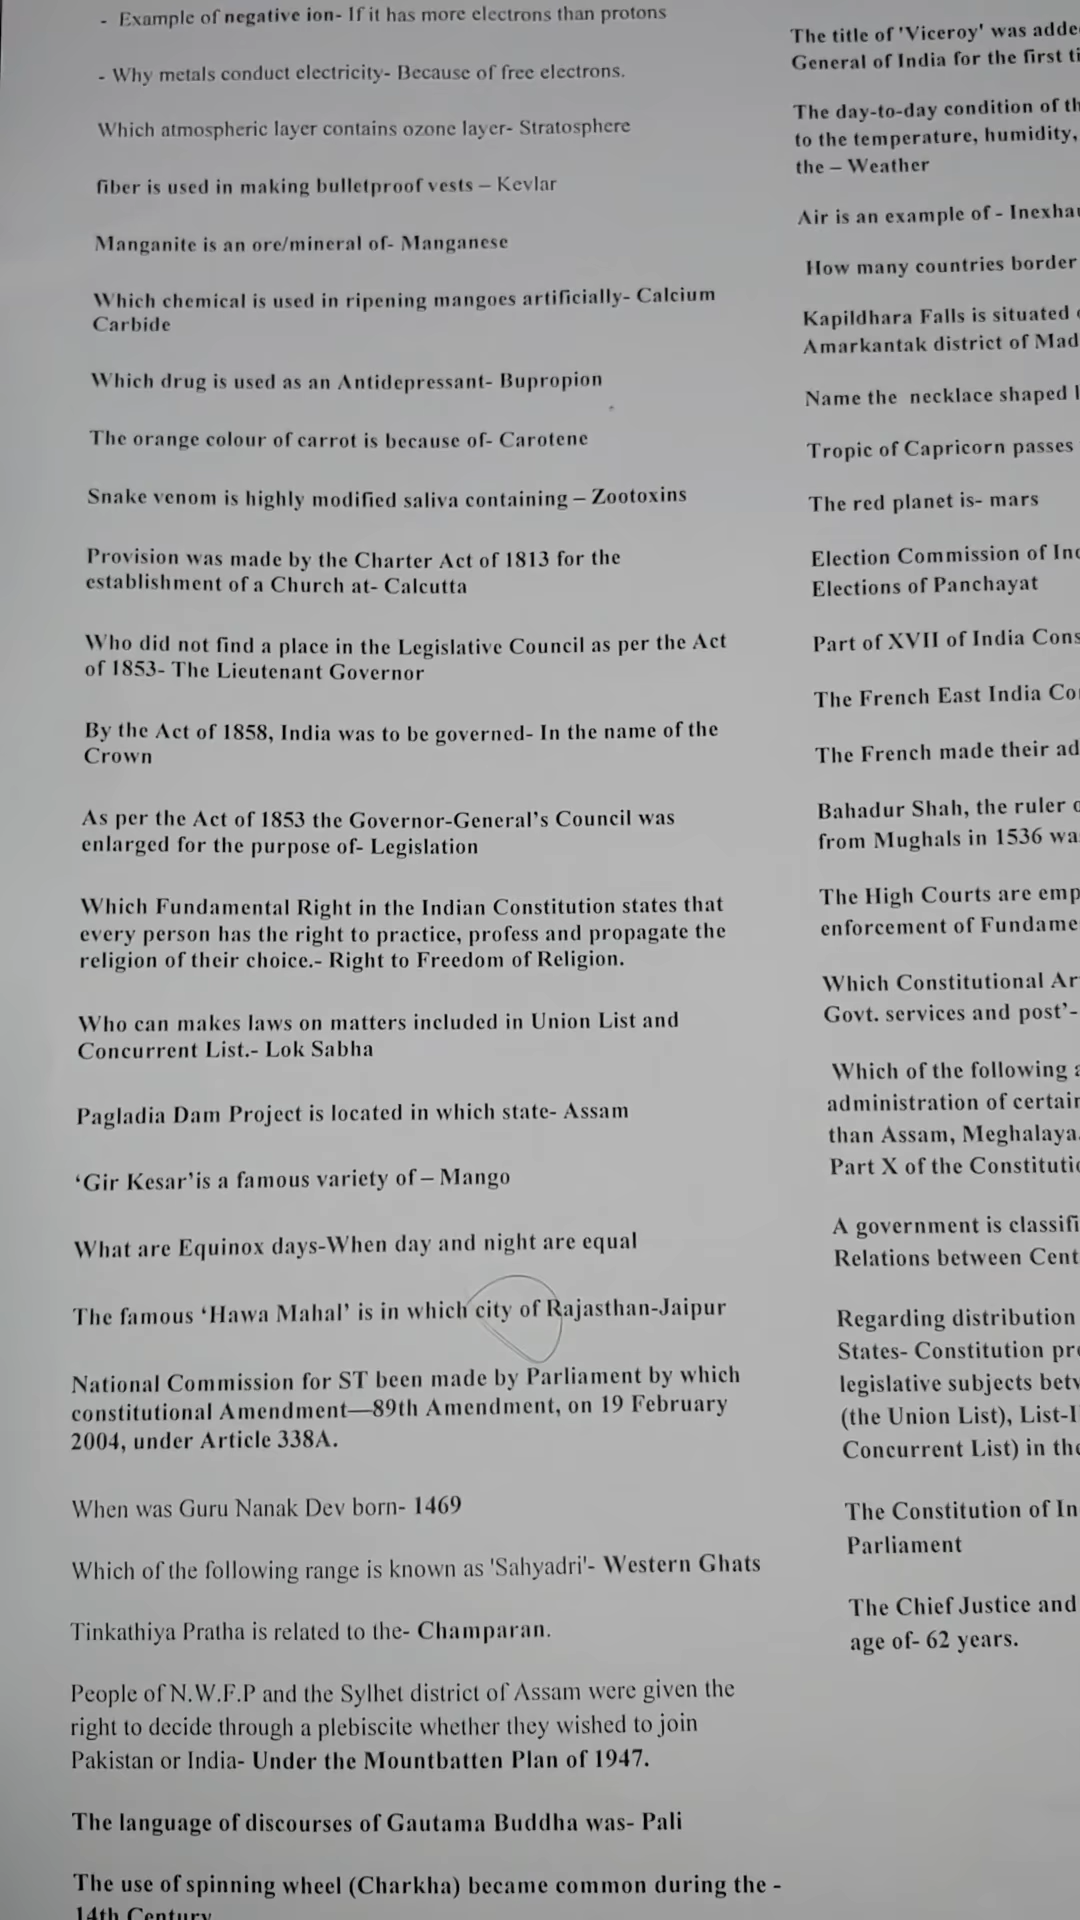 - Example of negative ion- If it has more electrons than protons
- Why metals conduct electricity- Because of free electrons.
Which atmospheric layer contains ozone layer- Stratosphere
fiber is used in making bulletproof vests – Kevlar
Manganite is an ore/mineral of- Manganese
Which chemical is used in ripening mangoes artificially- Calcium
Carbide
Which drug is used as an Antidepressant- Bupropion
The orange colour of carrot is because of- Carotene
Snake venom is highly modified saliva containing – Zootoxins
Provision was made by the Charter Act of 1813 for the
establishment of a Church at- Calcutta
Who did not find a place in the Legislative Council as per the Act
of 1853- The Lieutenant Governor
By the Act of 1858, India was to be governed- In the name of the
Crown
As per the Act of 1853 the Governor-General's Council was
enlarged for the purpose of- Legislation
Which Fundamental Right in the Indian Constitution states that
every person has the right to practice, profess and propagate the
religion of their choice.- Right to Freedom of Religion.
Who can makes laws on matters included in Union List and
Concurrent List.- Lok Sabha
Pagladia Dam Project is located in which state- Assam
‘Gir Kesar’is a famous variety of – Mango
What are Equinox days-When day and night are equal
The famous ‘Hawa Mahal’ is in which city of Rajasthan-Jaipur
National Commission for ST been made by Parliament by which
constitutional Amendment—89th Amendment, on 19 February
2004, under Article 338A.
When was Guru Nanak Dev born- 1469
Which of the following range is known as 'Sahyadri'- Western Ghats
Tinkathiya Pratha is related to the- Champaran.
People of N.W.F.P and the Sylhet district of Assam were given the
right to decide through a plebiscite whether they wished to join
Pakistan or India- Under the Mountbatten Plan of 1947.
The language of discourses of Gautama Buddha was- Pali
The use of spinning wheel (Charkha) became common during the -
14th Century
The title of 'Viceroy' was
General of India for the first
The day-to-day condition of
to the temperature, humidity,
the – Weather
Air is an example of -
How many countries border
Kapildhara Falls is situated
Amarkantak district of
Name the necklace shaped
Tropic of Capricorn passes
The red planet is- mars
Election Commission of
Elections of Panchayat
Part of XVII of India
The French East India
The French made their
Bahadur Shah, the ruler
from Mughals in 1536
The High Courts are
enforcement of
Which Constitutional
Govt. services and post’-
Which of the following
administration of
than Assam, Meghalaya
Part X of the
A government is
Relations between
Regarding distribution
States- Constitution
legislative subjects
(the Union List),
Concurrent List) in
The Constitution of
Parliament
The Chief Justice and
age of- 62 years.